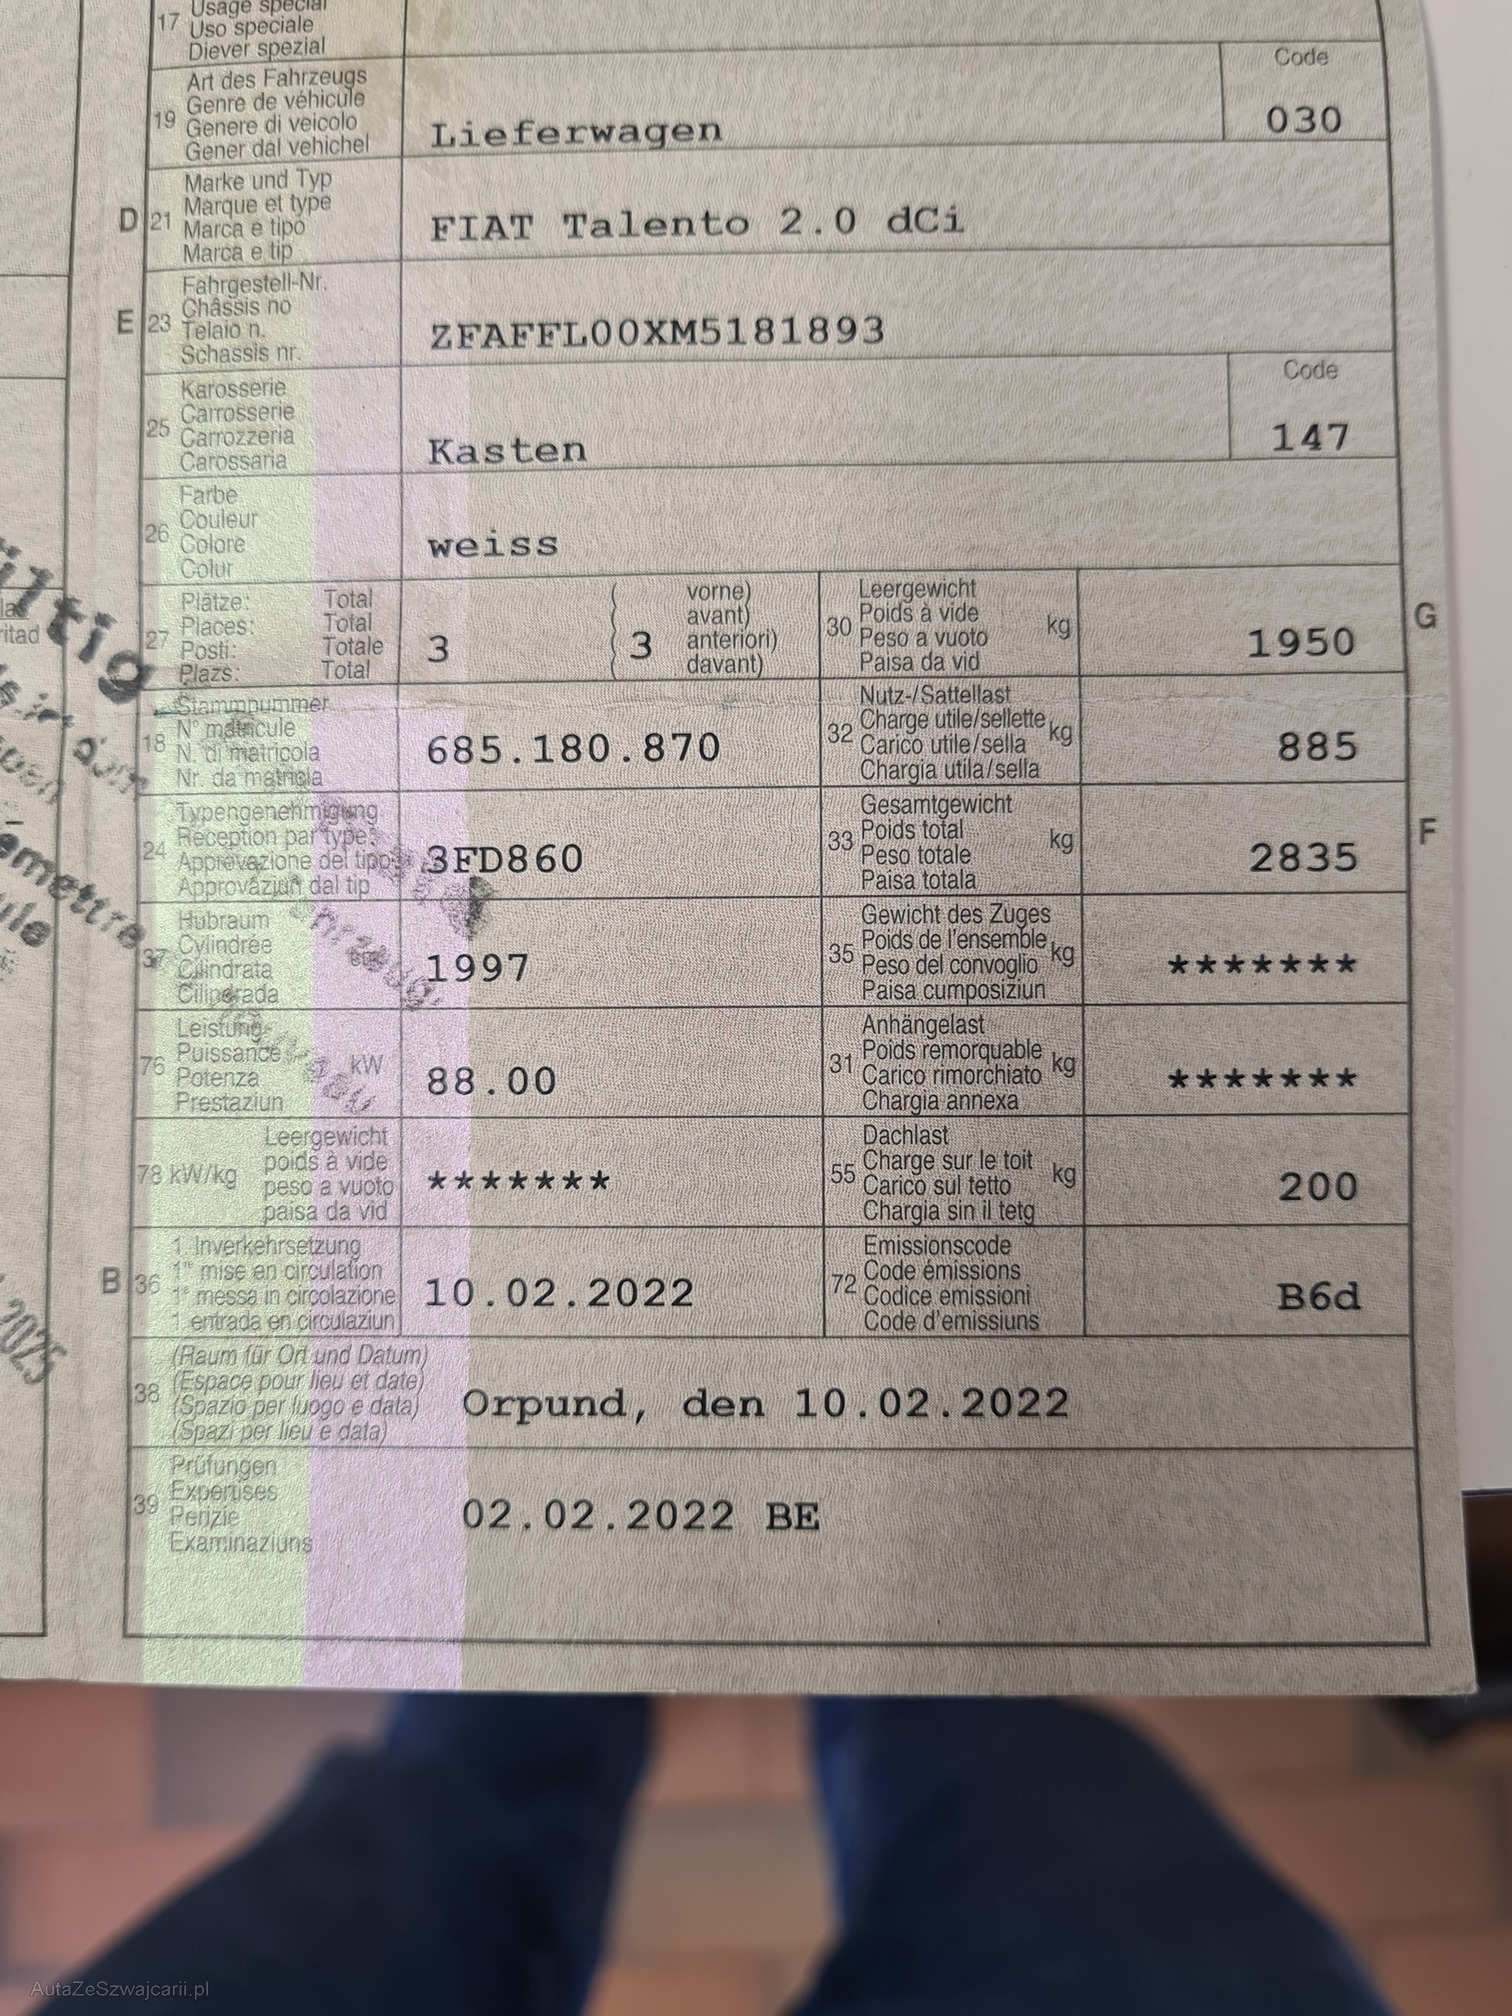 Usage special
17 Uso speciale
Diever spezial
Art des Fahrzeugs
Genre de véhicule
19 Genere di veicolo
Gener dal vehichel
Lieferwagen
Code
030
Marke und Typ
D 21 Marque et type
Marca e tipo
Marca e tip
FIAT Talento 2.0 dCi
Fahrgestell-Nr.
Châssis no
E 23 Telaio n.
Schassis nr.
ZFAFFL00XM5181893
Karosserie
Carrosserie
25 Carrozzeria
Carossaria
Kasten
Code
147
Farbe
Couleur
26 Colore
Colur
weiss
Plätze: Total
27 Places: Total
Posti: Totale
Plazs: Total
3
3
vorne)
avant)
anteriori)
davant)
Leergewicht
30 Poids à vide kg
Peso a vuoto
Paisa da vid
1950
G
Stammnummer
N° matricule
18 N. di matricola
Nr. da matricla
685.180.870
Nutz-/Sattellast
32 Charge utile/sellette kg
Carico utile/sella
Chargia utila/sella
885
Typengenehmigung
Réception par type
24 Approvazione del tipo
Approvaziun dal tip
3FD860
Gesamtgewicht
33 Poids total kg
Peso totale
Paisa totala
2835
F
Hubraum
37 Cylindrée
Cilindrata
Cilindrada
1997
Gewicht des Zuges
35 Poids de l'ensemble kg
Peso del convoglio
Paisa cumposiziun
*******
Leistung
76 Puissance kW
Potenza
Prestaziun
88.00
Anhängelast
31 Poids remorquable kg
Carico rimorchiato
Chargia annexa
*******
Leergewicht
78 kW/kg poids à vide
peso a vuoto
paisa da vid
*******
Dachlast
55 Charge sur le toit kg
Carico sul tetto
Chargia sin il tetg
200
1. Inverkehrsetzung
B 36 1re mise en circulation
1a messa in circolazione
1. entrada en circulaziun
10.02.2022
Emissionscode
72 Code émissions
Codice emissioni
Code d'emissiuns
B6d
(Raum für Ort und Datum)
38 (Espace pour lieu et date)
(Spazio per luogo e data)
(Spazi per lieu e data)
Orpund, den 10.02.2022
Prüfungen
39 Expertises
Perizie
Examinaziuns
02.02.2022 BE
2025
AutaZeSzwajcarii.pl